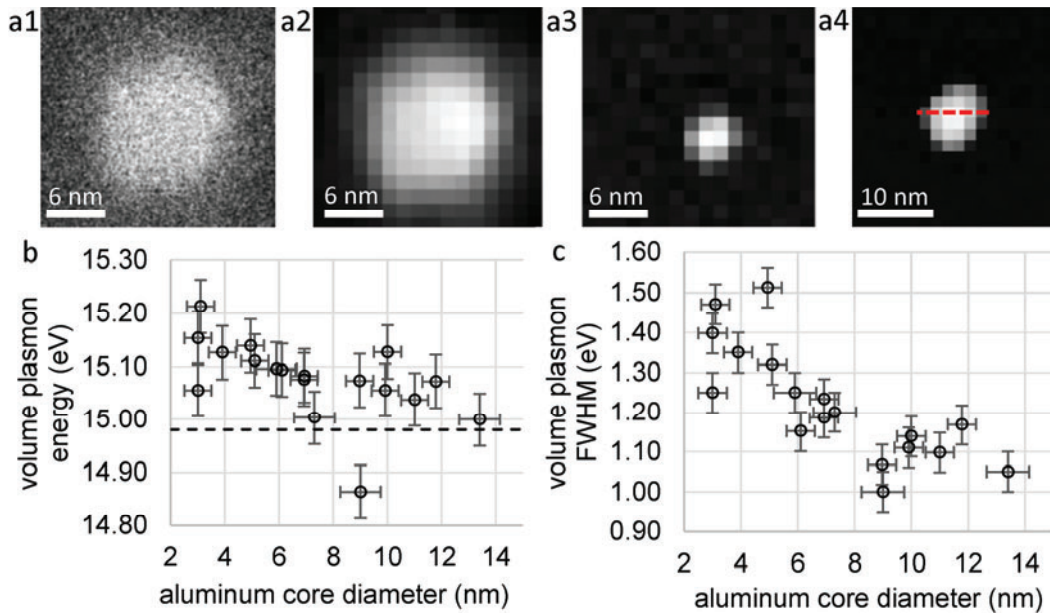 a1
a2
a3
a4
6 nm
6 nm
6 nm
10 nm
b
volume plasmon
energy (eV)
15.30
15.20
15.10
15.00
14.90
14.80
2 4 6 8 10 12 14
aluminum core diameter (nm)
c
volume plasmon
FWHM (eV)
1.60
1.50
1.40
1.30
1.20
1.10
1.00
0.90
2 4 6 8 10 12 14
aluminum core diameter (nm)